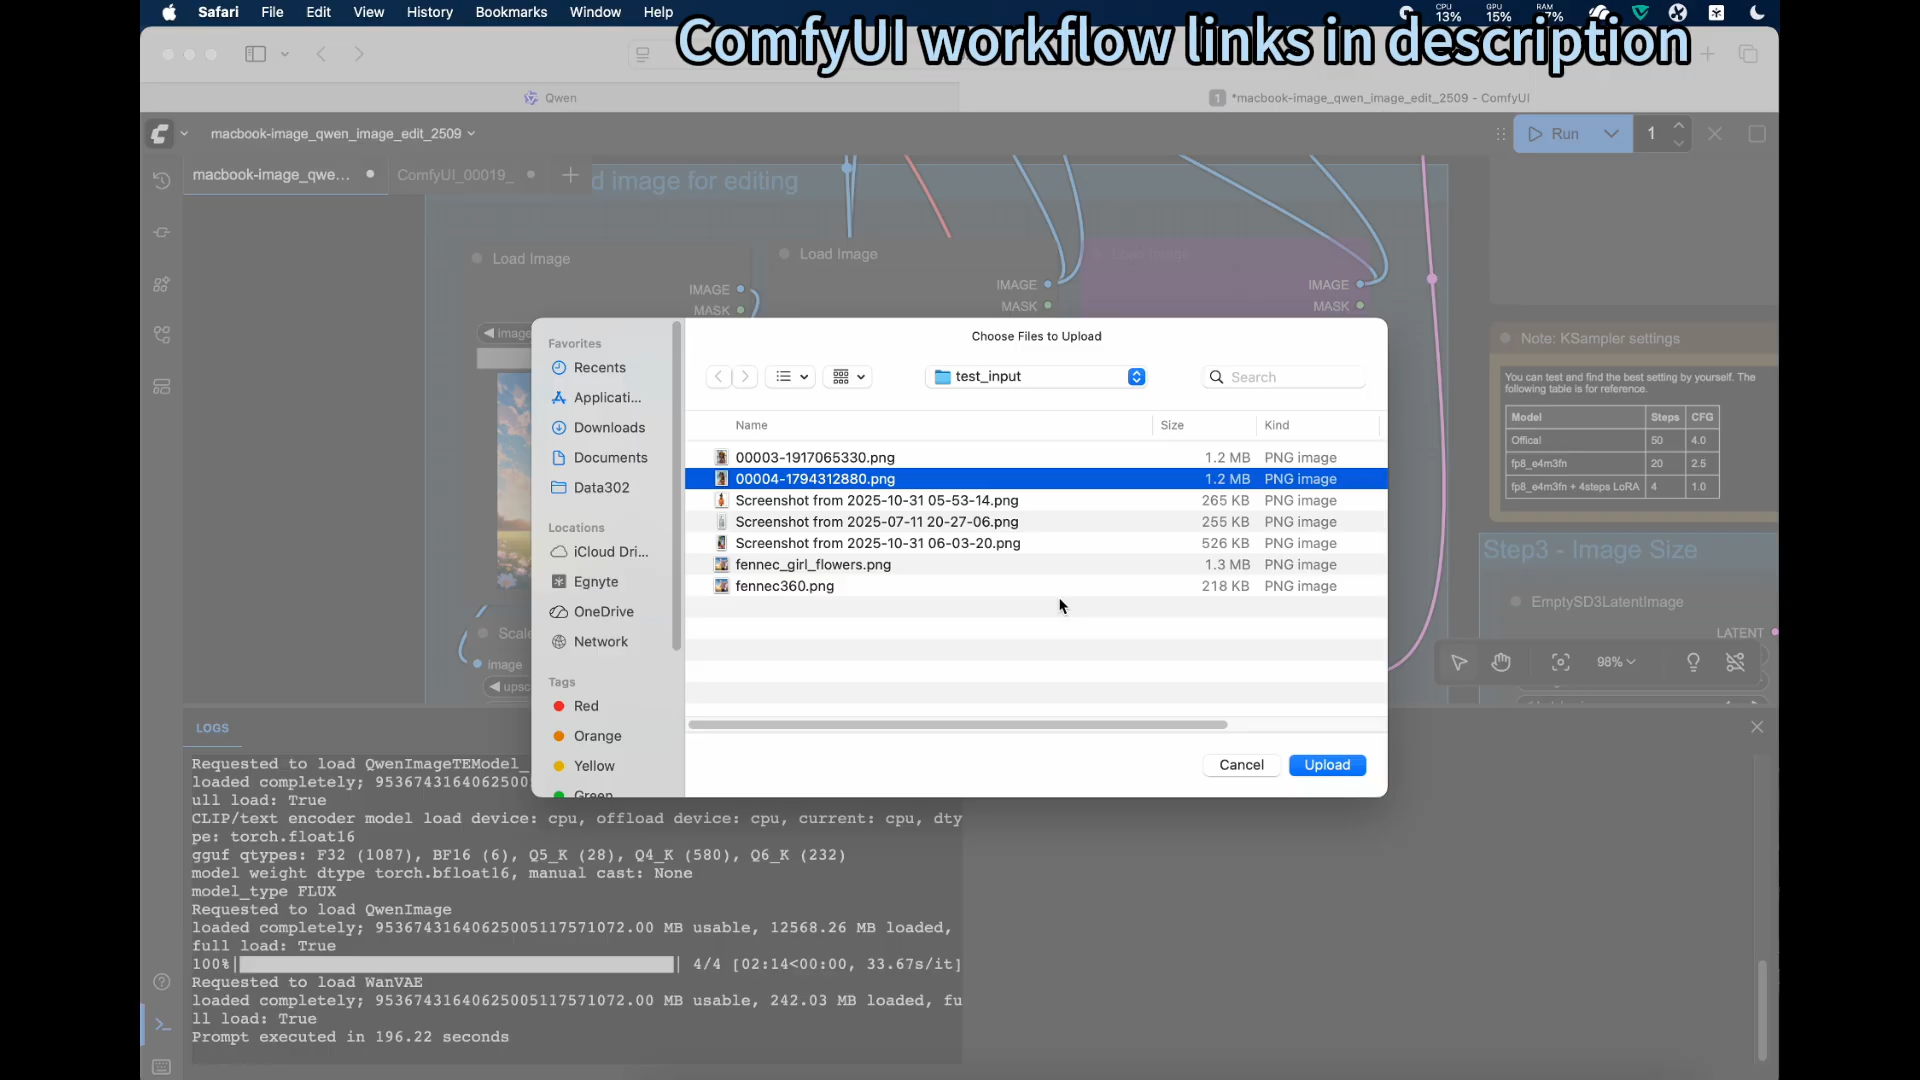 Safari File Edit View History Bookmarks Window Help
CPU 13% GPU 15% RAM
ComfyUI workflow links in description
Qwen
1 *macbook-image_qwen_image_edit_2509 - ComfyUI
macbook-image_qwen_image_edit_2509
Run 1
macbook-image_qwe...
ComfyUI_00019_
d image for editing
Load Image
Load Image
Load Image
IMAGE
MASK
IMAGE
MASK
IMAGE
MASK
image
Scale
image
upsc
Choose Files to Upload
Favorites
Recents
Applicati...
Downloads
Documents
Data302
Locations
iCloud Dri...
Egnyte
OneDrive
Network
Tags
Red
Orange
Yellow
Green
test_input
Search
Name Size Kind
00003-1917065330.png 1.2 MB PNG image
00004-1794312880.png 1.2 MB PNG image
Screenshot from 2025-10-31 05-53-14.png 265 KB PNG image
Screenshot from 2025-07-11 20-27-06.png 255 KB PNG image
Screenshot from 2025-10-31 06-03-20.png 526 KB PNG image
fennec_girl_flowers.png 1.3 MB PNG image
fennec360.png 218 KB PNG image
Cancel Upload
Note: KSampler settings
You can test and find the best setting by yourself. The
following table is for reference.
Model Steps CFG
Offical 50 4.0
fp8_e4m3fn 20 2.5
fp8_e4m3fn + 4steps LoRA 4 1.0
Step3 - Image Size
EmptySD3LatentImage
LATENT
98%
LOGS
Requested to load QwenImageTEModel_
loaded completely; 95367431640625005
ull load: True
CLIP/text encoder model load device: cpu, offload device: cpu, current: cpu, dty
pe: torch.float16
gguf qtypes: F32 (1087), BF16 (6), Q5_K (28), Q4_K (580), Q6_K (232)
model weight dtype torch.bfloat16, manual cast: None
model_type FLUX
Requested to load QwenImage
loaded completely; 95367431640625005117571072.00 MB usable, 12568.26 MB loaded,
full load: True
100%| | 4/4 [02:14<00:00, 33.67s/it]
Requested to load WanVAE
loaded completely; 95367431640625005117571072.00 MB usable, 242.03 MB loaded, fu
ll load: True
Prompt executed in 196.22 seconds